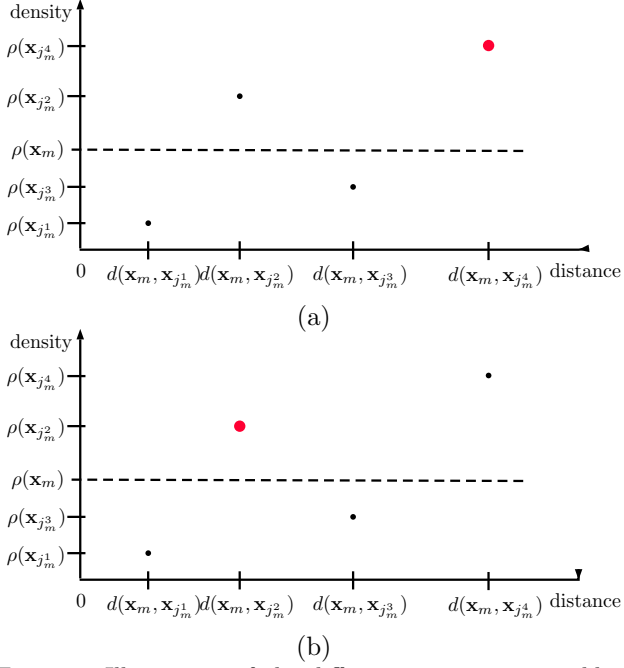 density
ρ(x_{j_m^4})
ρ(x_{j_m^2})
ρ(x_m)
ρ(x_{j_m^3})
ρ(x_{j_m^1})
0 d(x_m, x_{j_m^1}) d(x_m, x_{j_m^2}) d(x_m, x_{j_m^3}) d(x_m, x_{j_m^4}) distance
(a)
density
ρ(x_{j_m^4})
ρ(x_{j_m^2})
ρ(x_m)
ρ(x_{j_m^3})
ρ(x_{j_m^1})
0 d(x_m, x_{j_m^1}) d(x_m, x_{j_m^2}) d(x_m, x_{j_m^3}) d(x_m, x_{j_m^4}) distance
(b)